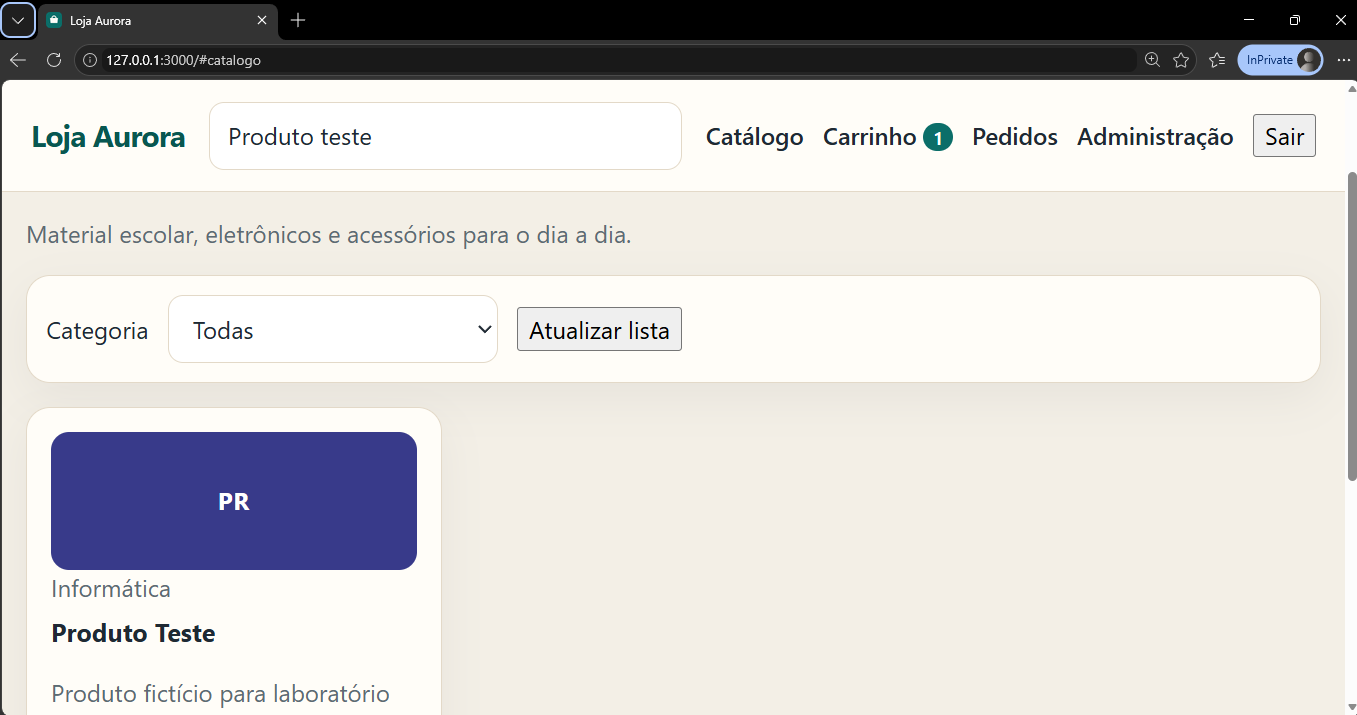 Loja Aurora
127.0.0.1:3000/#catalogo
InPrivate
Loja Aurora
Produto teste
Catálogo
Carrinho 1
Pedidos
Administração
Sair
Material escolar, eletrônicos e acessórios para o dia a dia.
Categoria
Todas
Atualizar lista
PR
Informática
Produto Teste
Produto fictício para laboratório